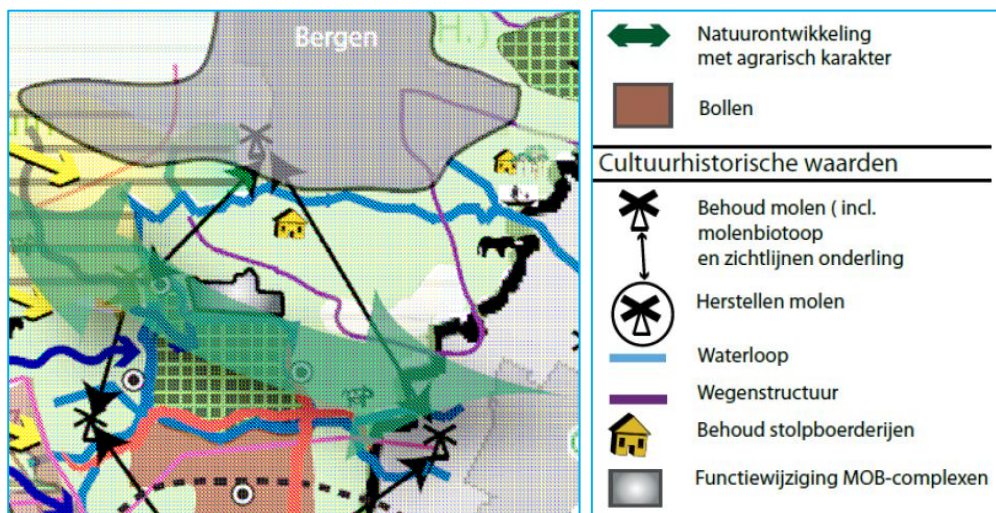 Bergen
H.)
Natuurontwikkeling
met agrarisch karakter
Bollen
Cultuurhistorische waarden
Behoud molen ( incl.
molenbiotoop
en zichtlijnen onderling
Herstellen molen
Waterloop
Wegenstructuur
Behoud stolpboerderijen
Functiewijziging MOB-complexen